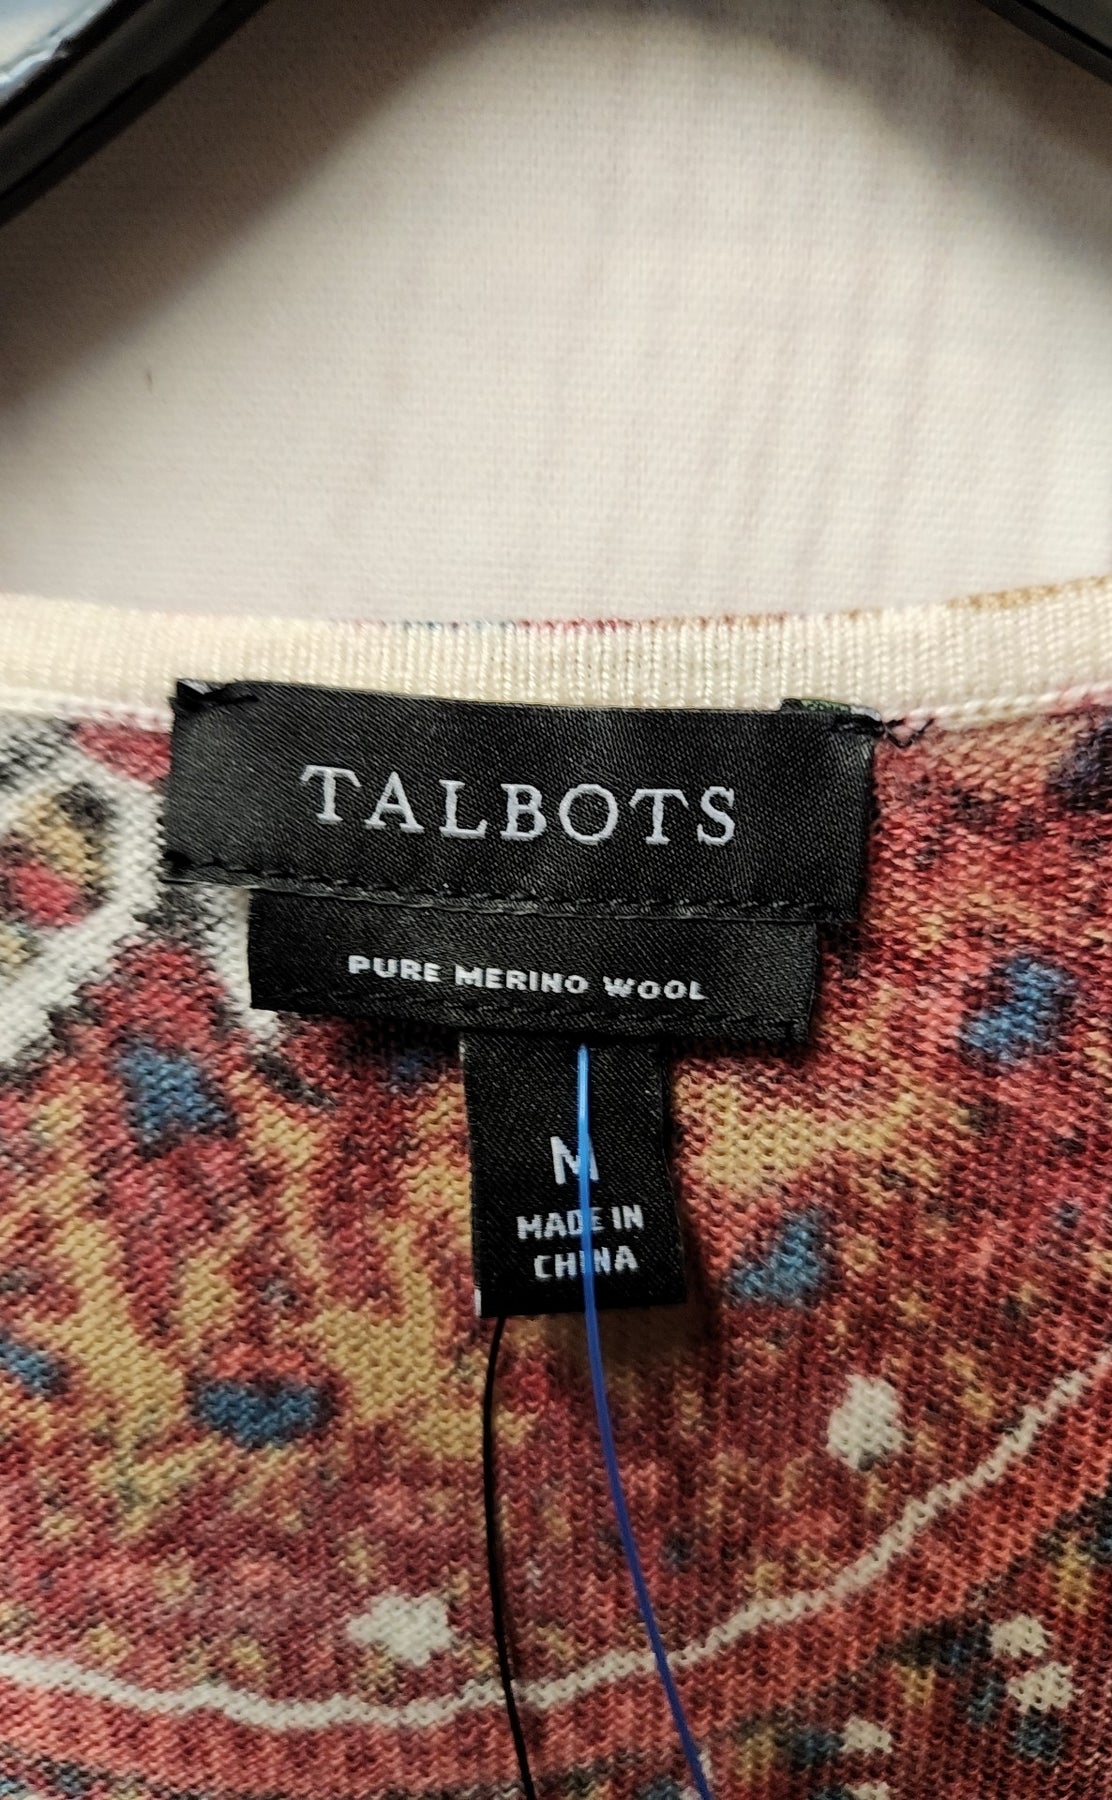 TALBOTS
PURE MERINO WOOL
M
MADE IN
CHINA